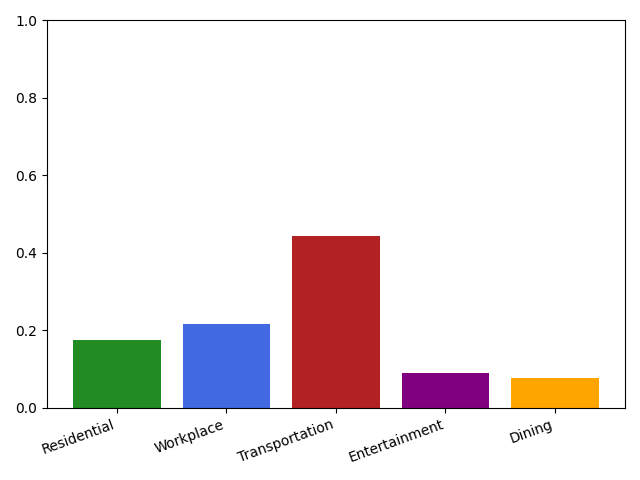 1.0
0.8
0.6
0.4
0.2
0.0
Residential
Workplace
Transportation
Entertainment
Dining